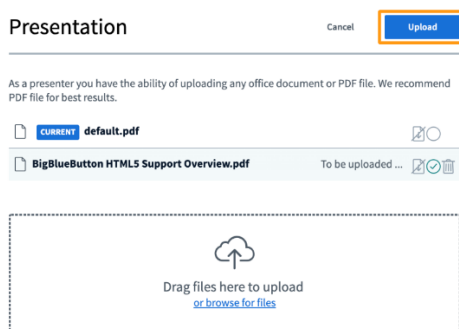 Presentation
Cancel
Upload
As a presenter you have the ability of uploading any office document or PDF file. We recommend
PDF file for best results.
CURRENT default.pdf
BigBlueButton HTML5 Support Overview.pdf To be uploaded ...
Drag files here to upload
or browse for files